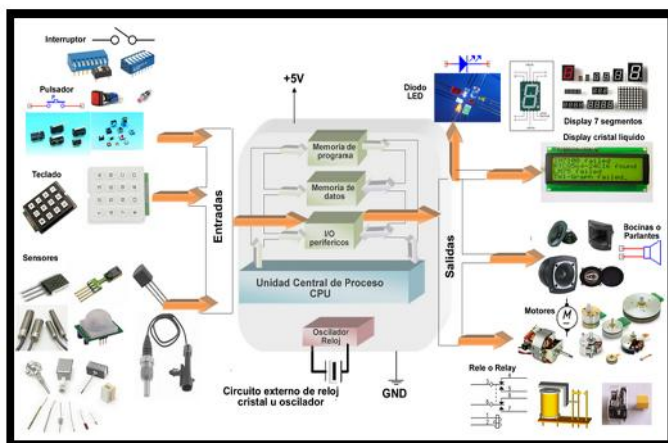 Interruptor
Pulsador
Teclado
Sensores
Entradas
+5V
Memoria de
programa
Memoria de
datos
I/O
perifericos
Unidad Central de Proceso
CPU
Oscilador
Reloj
Circuito externo de reloj
cristal u oscilador
GND
Salidas
Diodo
LED
Display 7 segmentos
Display cristal liquido
Bocinas o
Parlantes
Motores
M
Rele o Relay